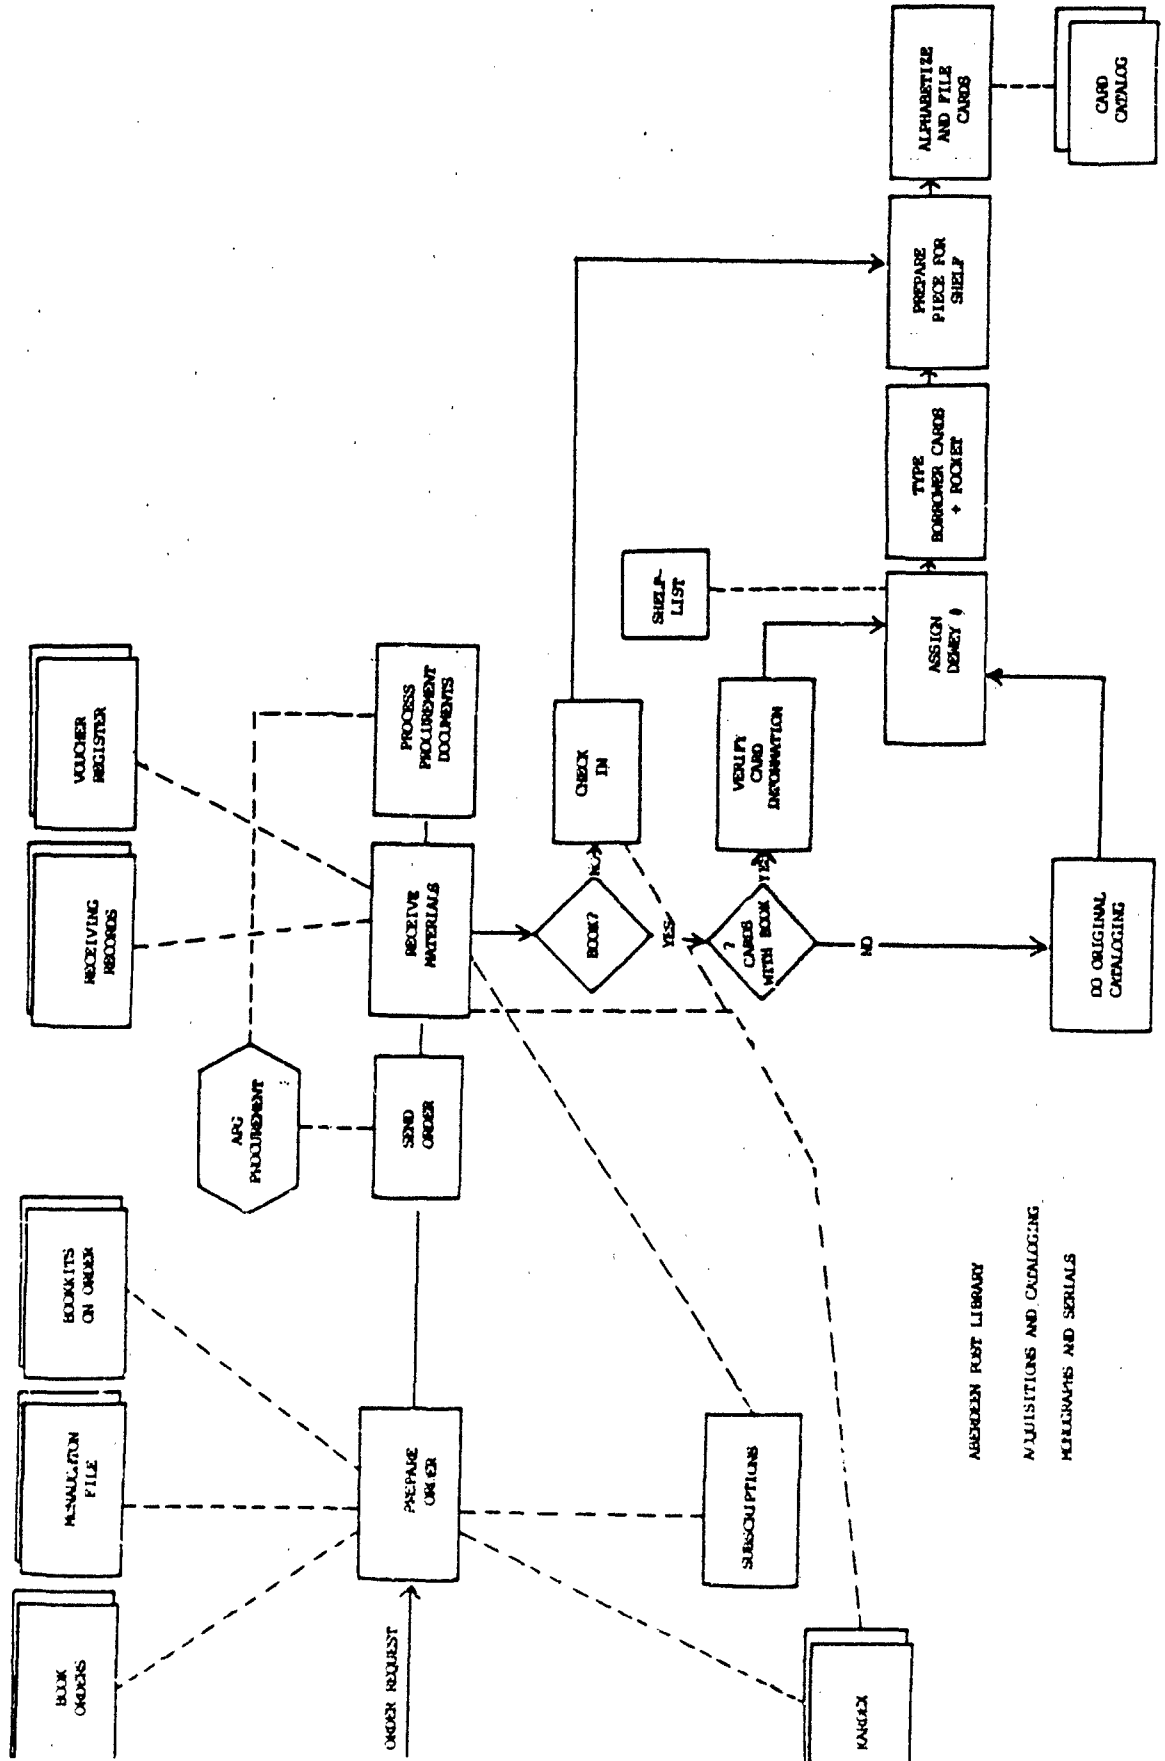 BOOK
ORDERS
MCNAUGHTON
FILE
BOOKKITS
ON ORDER
RECEIVING
RECORDS
VOUCHER
REGISTER
APG
PROCUREMENT
ORDER REQUEST
PREPARE
ORDER
SEND
ORDER
RECEIVE
MATERIALS
PROCESS
PROCUREMENT
DOCUMENTS
BOOK?
NO
CHECK
IN
YES
SHELF-
LIST
SUBSCRIPTIONS
?
CARDS
WITH BOOK
YES
VERIFY
CARD
INFORMATION
NO
KARDEX
ASSIGN
DEWEY #
TYPE
BORROWER CARDS
+ POCKET
PREPARE
PIECE FOR
SHELF
ALPHABETIZE
AND FILE
CARDS
DO ORIGINAL
CATALOGING
CARD
CATALOG
ABERDEEN POST LIBRARY
ACQUISITIONS AND CATALOGING
MONOGRAPHS AND SERIALS